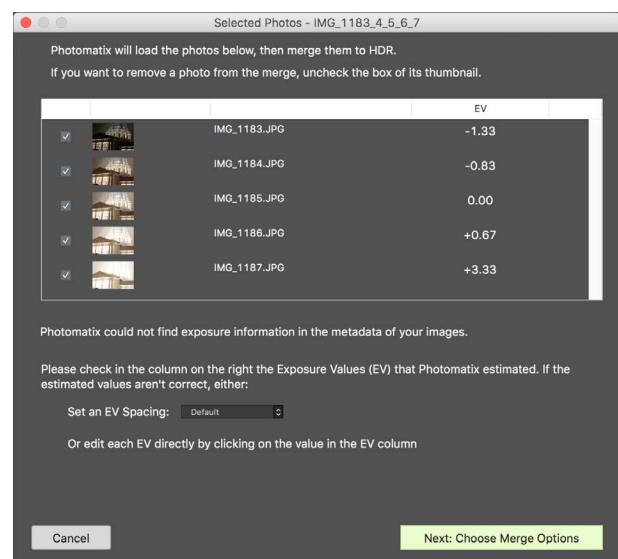 Selected Photos - IMG_1183_4_5_6_7
Photomatix will load the photos below, then merge them to HDR.
If you want to remove a photo from the merge, uncheck the box of its thumbnail.
EV
IMG_1183.JPG -1.33
IMG_1184.JPG -0.83
IMG_1185.JPG 0.00
IMG_1186.JPG +0.67
IMG_1187.JPG +3.33
Photomatix could not find exposure information in the metadata of your images.
Please check in the column on the right the Exposure Values (EV) that Photomatix estimated. If the
estimated values aren't correct, either:
Set an EV Spacing: Default
Or edit each EV directly by clicking on the value in the EV column
Cancel Next: Choose Merge Options